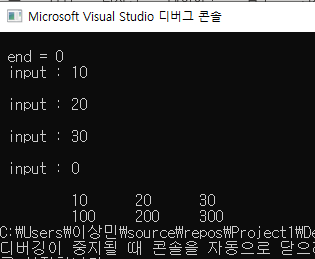 Microsoft Visual Studio 디버그 콘솔
end = 0
input : 10
input : 20
input : 30
input : 0
10 20 30
100 200 300
C:\Users\이상민\source\repos\Project1\De
디버깅이 중지될 때 콘솔을 자동으로 닫으